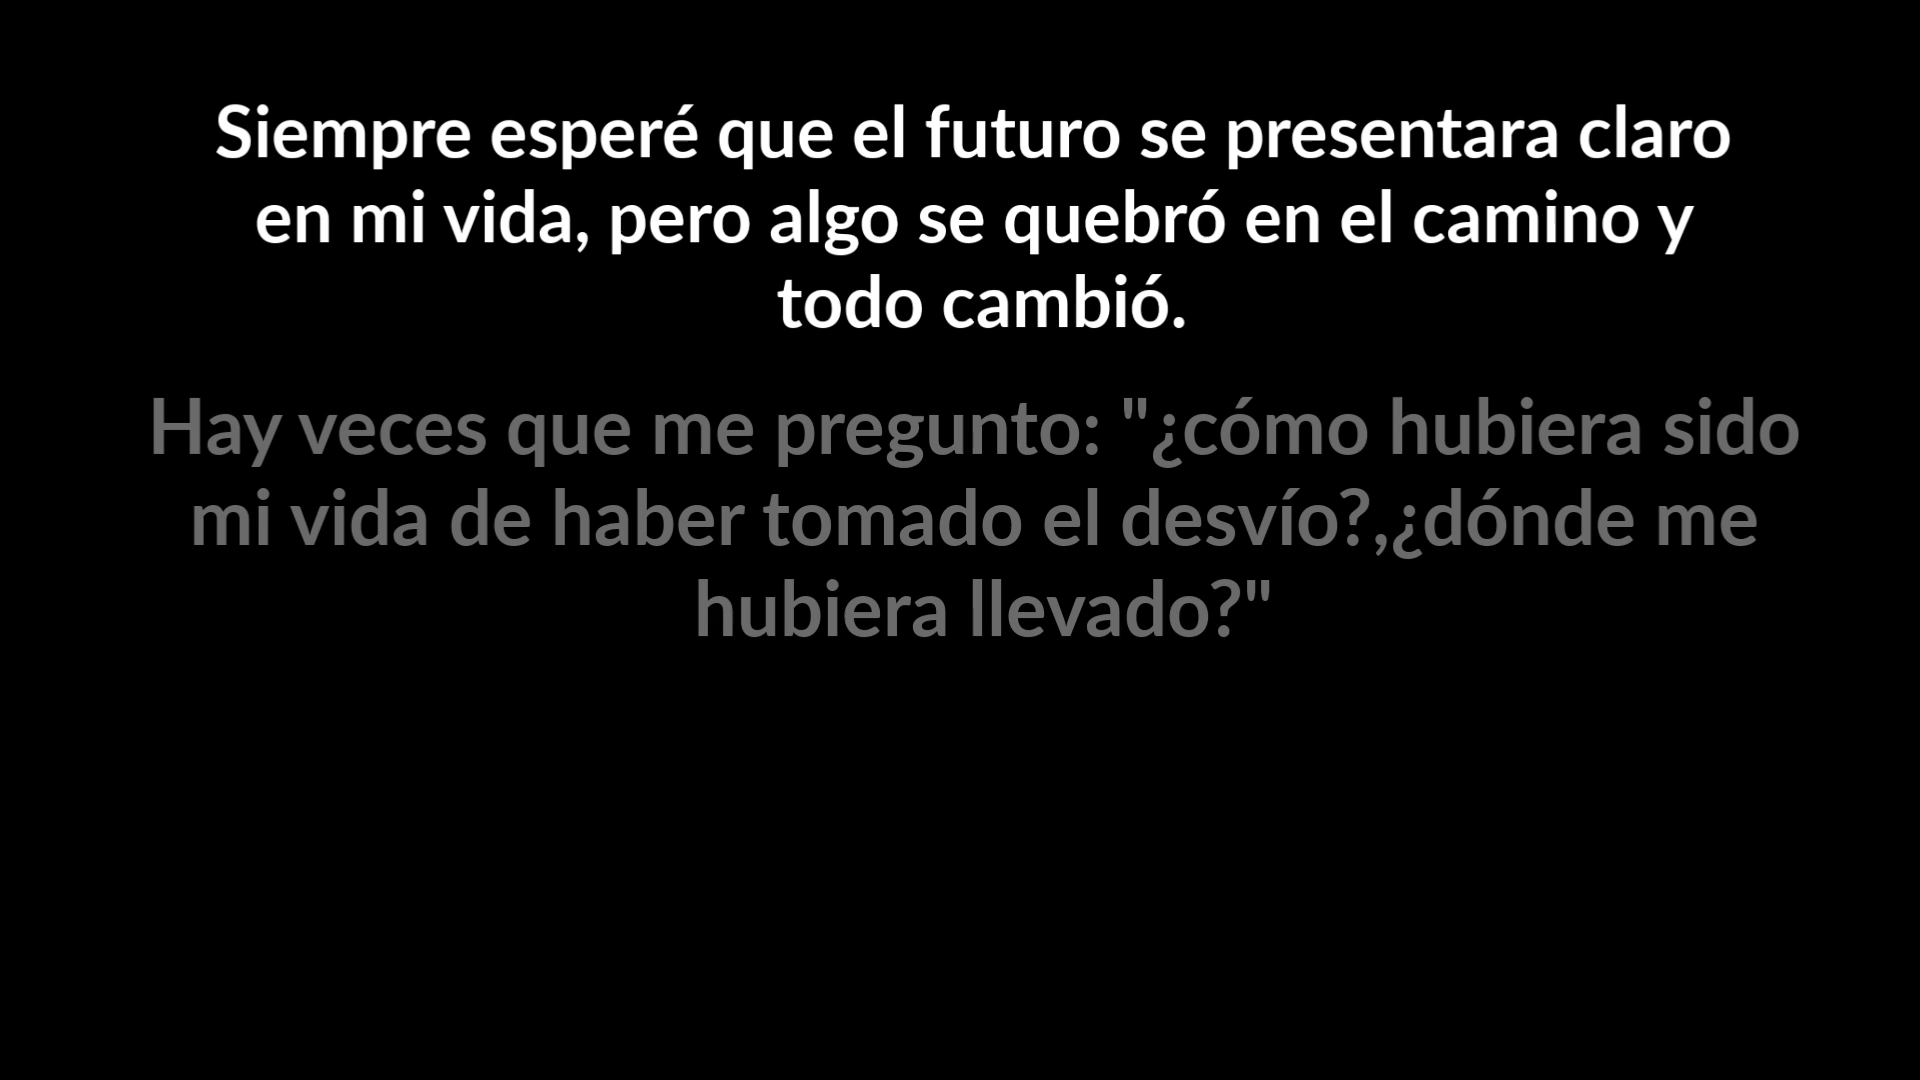 Siempre esperé que el futuro se presentara claro
en mi vida, pero algo se quebró en el camino y
todo cambió.
Hay veces que me pregunto: "¿cómo hubiera sido
mi vida de haber tomado el desvío?,¿dónde me
hubiera llevado?"